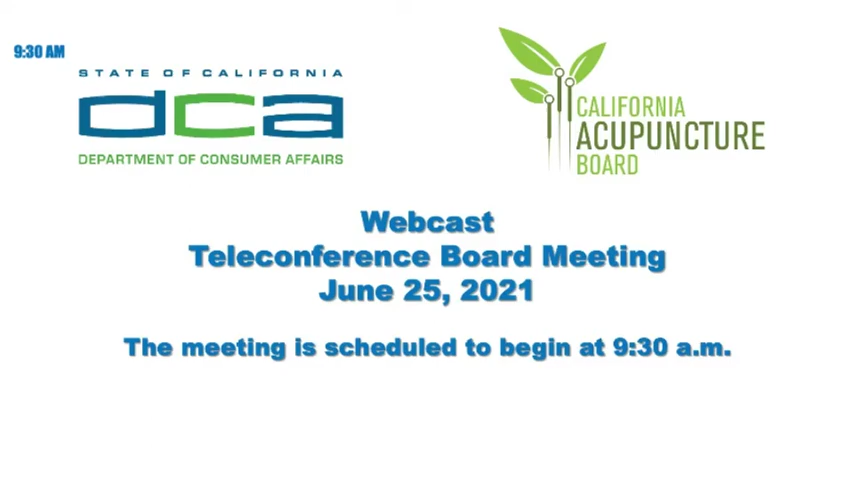 9:30 AM
STATE OF CALIFORNIA
dca
DEPARTMENT OF CONSUMER AFFAIRS
CALIFORNIA
ACUPUNCTURE
BOARD
Webcast
Teleconference Board Meeting
June 25, 2021
The meeting is scheduled to begin at 9:30 a.m.